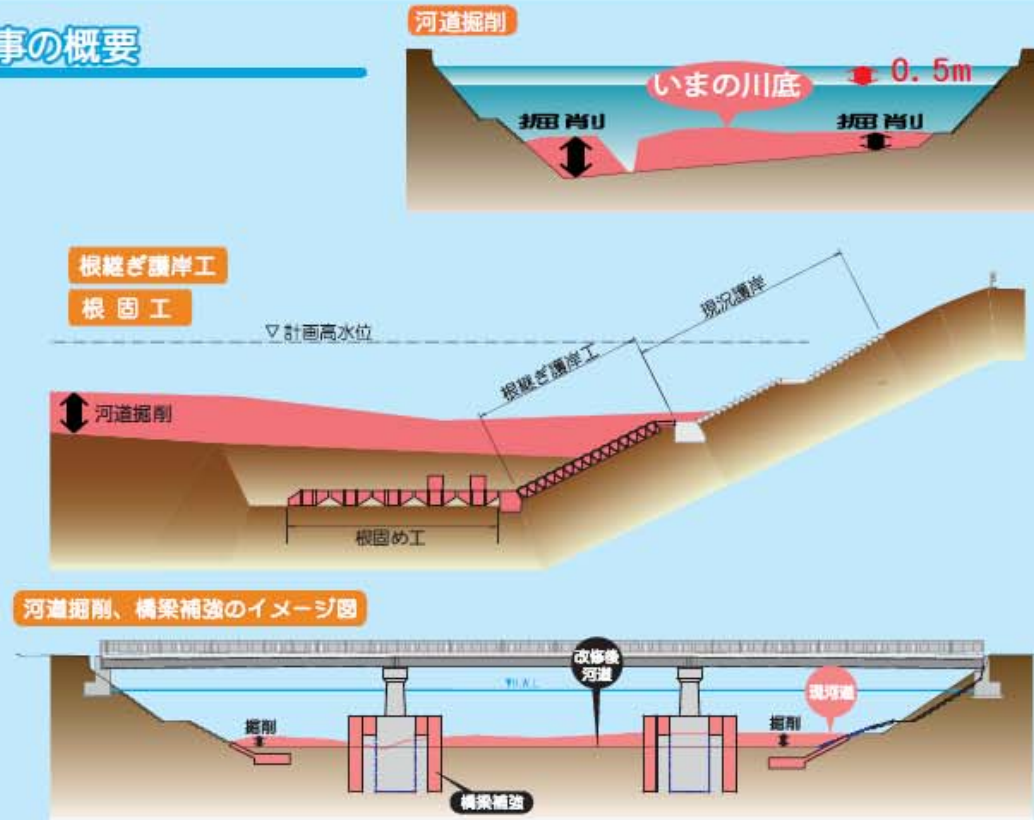 事の概要
河道掘削
0.5m
いまの川底
掘削
掘削
根継ぎ護岸工
根固工
▽計画高水位
現況護岸
根継ぎ護岸工
河道掘削
根固め工
河道掘削、橋梁補強のイメージ図
改修後
河道
▼H.W.L
現河道
掘削
掘削
橋梁補強